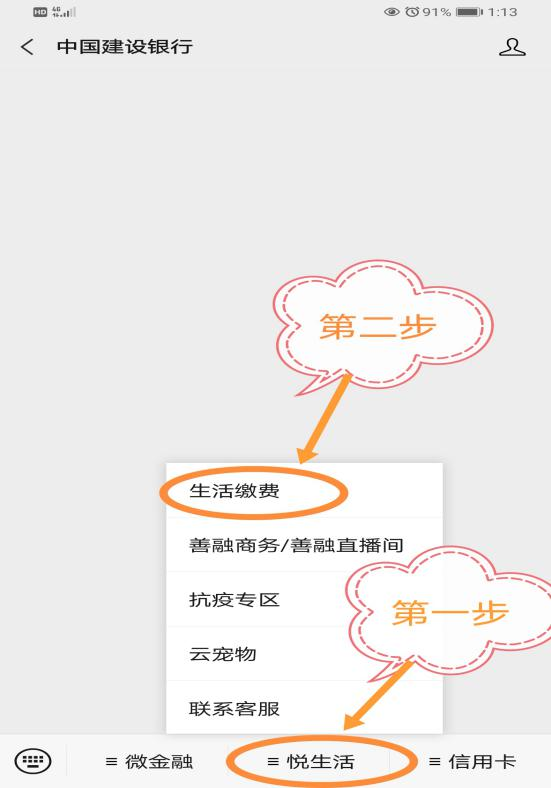 HD 4G 91% 1:13
中国建设银行
第二步
生活缴费
善融商务/善融直播间
抗疫专区
第一步
云宠物
联系客服
微金融 悦生活 信用卡